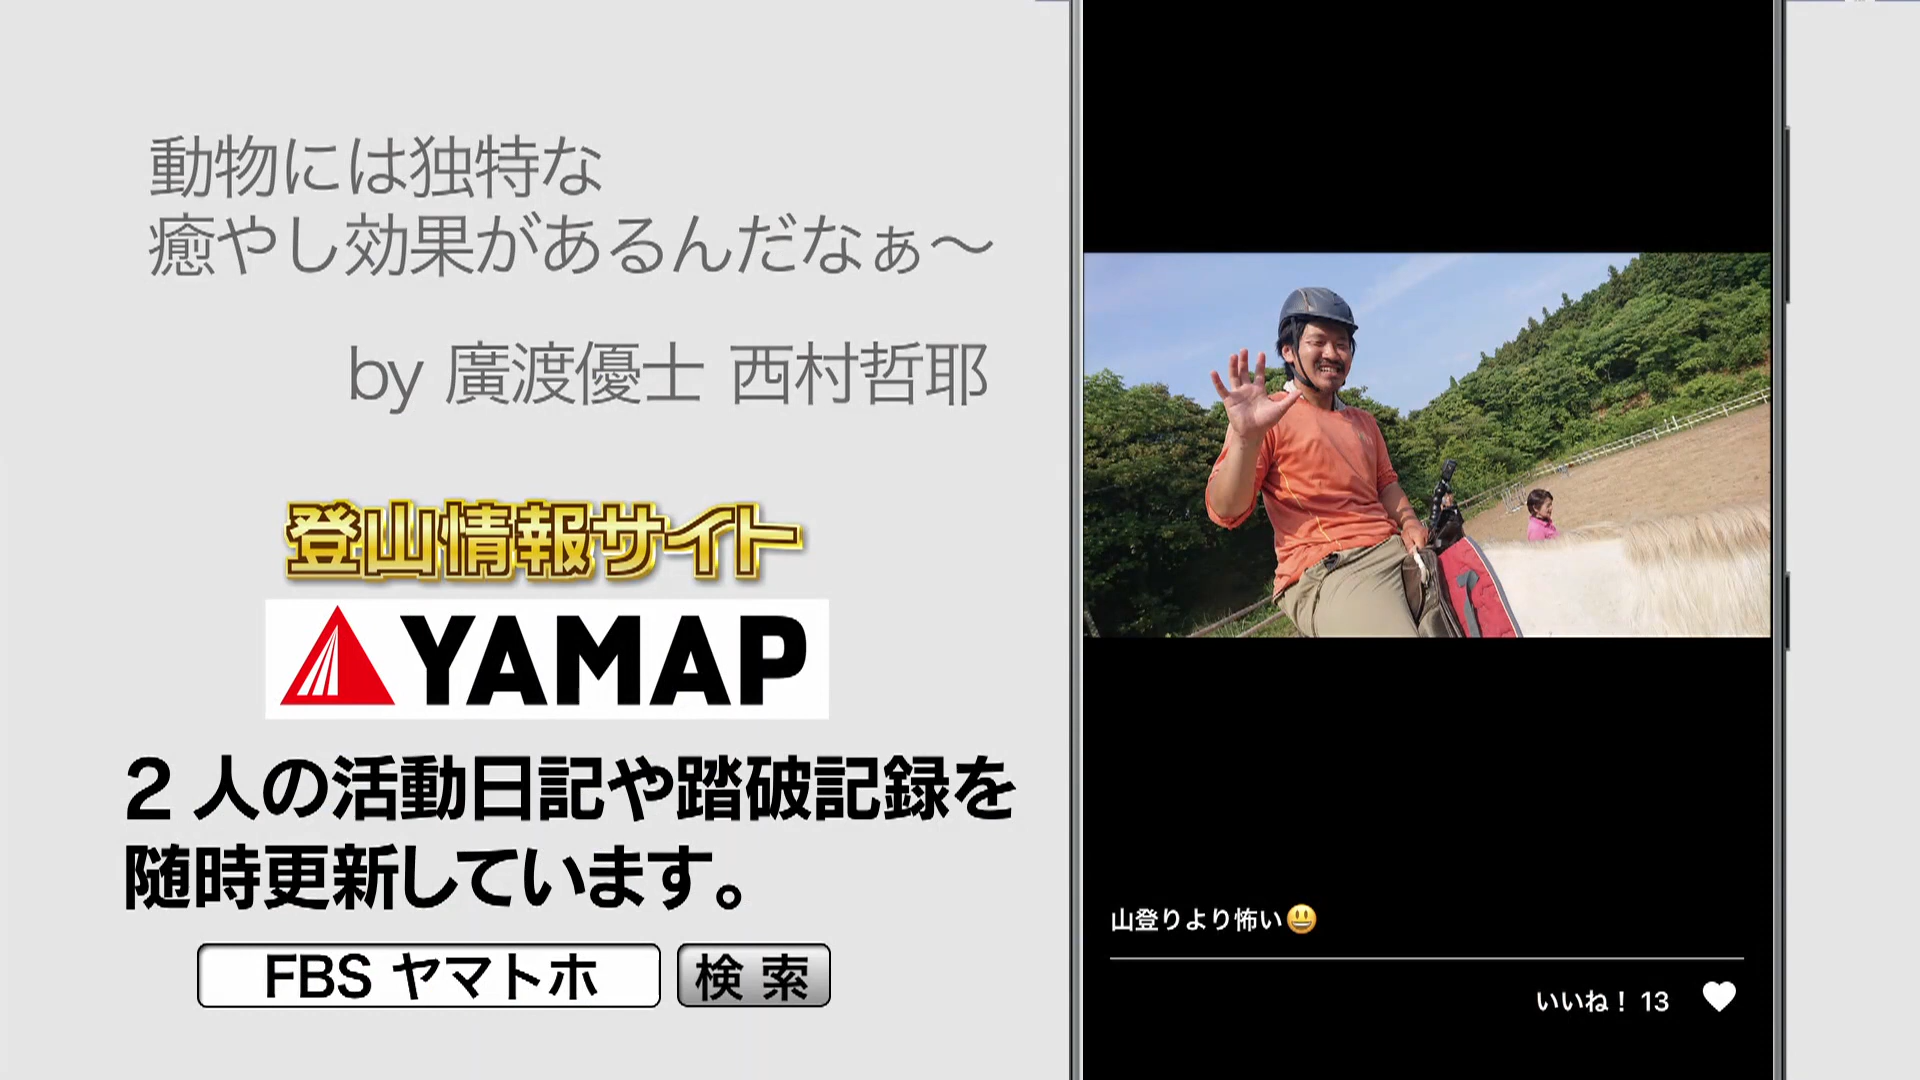 動物には独特な
癒やし効果があるんだなぁ～
by 廣渡優士 西村哲耶
登山情報サイト
YAMAP
2人の活動日記や踏破記録を
随時更新しています。
FBS ヤマトホ 検索
山登りより怖い😃
いいね！ 13